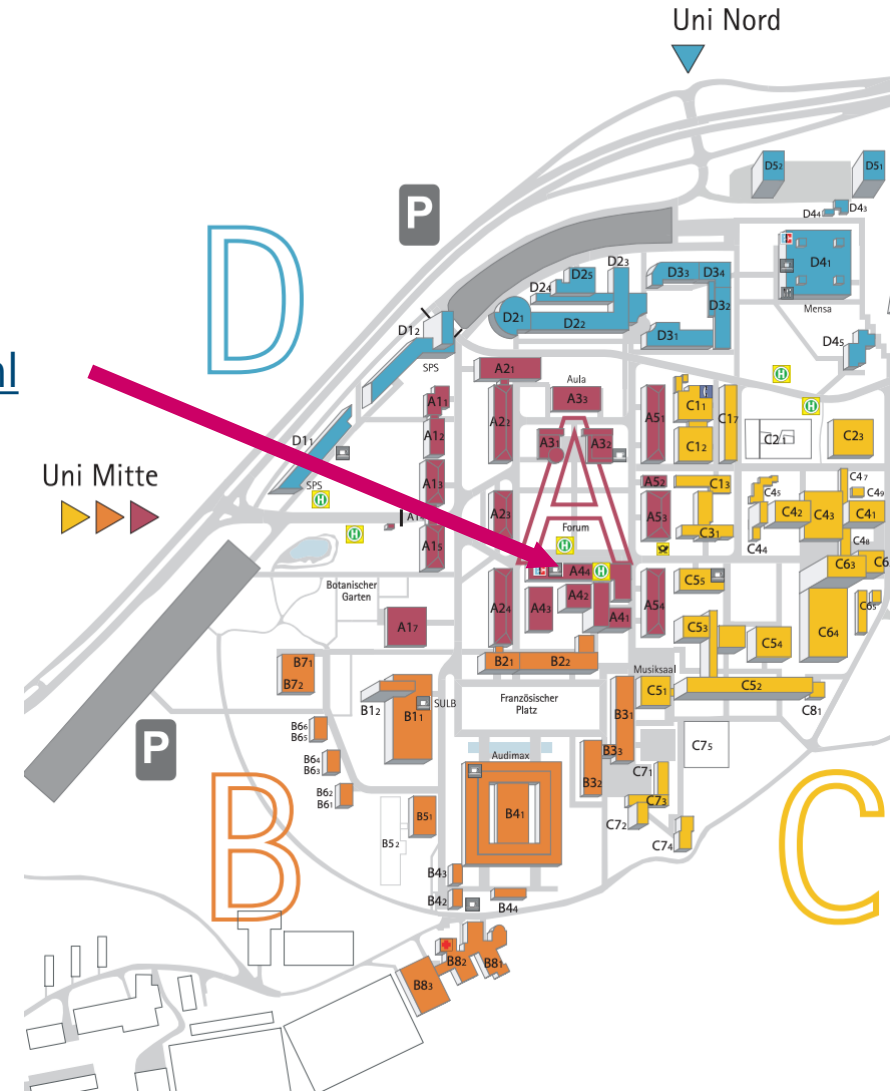 Uni Nord
D5₂ D5₁
D4₄ D4₃
P
D
D2₃
D2₅ D3₃ D3₄ D4₁
D2₄
D3₂
D2₁ D2₂
Mensa
D1₂ D3₁ D4₅
SPS
nl
A2₁
Aula
H
A1₁ A3₃
C1₁ C1₇
H
A2₂ A5₁
A1₂ A3₁ A3₂ C2₁ C2₃
D1₁ C1₂
Uni Mitte
A1₃ A5₂ C1₃ C4₇
SPS
C4₅ C4₉
H
A
A2₃ A5₃ C4₂ C4₃ C4₁
Forum
A1 H
A1₅ C3₁ C4₄ C4₈
H
C6₃ C6
A4₄ H
Botanischer
Garten
C5₅
A4₂ C6₅
A2₄ A4₃ A5₄
A4₁
A1₇ C5₃ C6₄
C5₄
B7₁ B2₁ B2₂
Musiksaal
B7₂ C5₁ C5₂
B1₂ B1₁ SULB
Französischer
Platz
B3₁ C8₁
B6₆
B6₅
P
B3₃ C7₅
Audimax
B6₄
B6₃
C7₁
B3₂
B6₂
B6₁
C7₃
B
B5₁ B4₁ C7₂
C
B5₂ C7₄
B4₃
B4₂ B4₄
B8₂ B8₁
B8₃